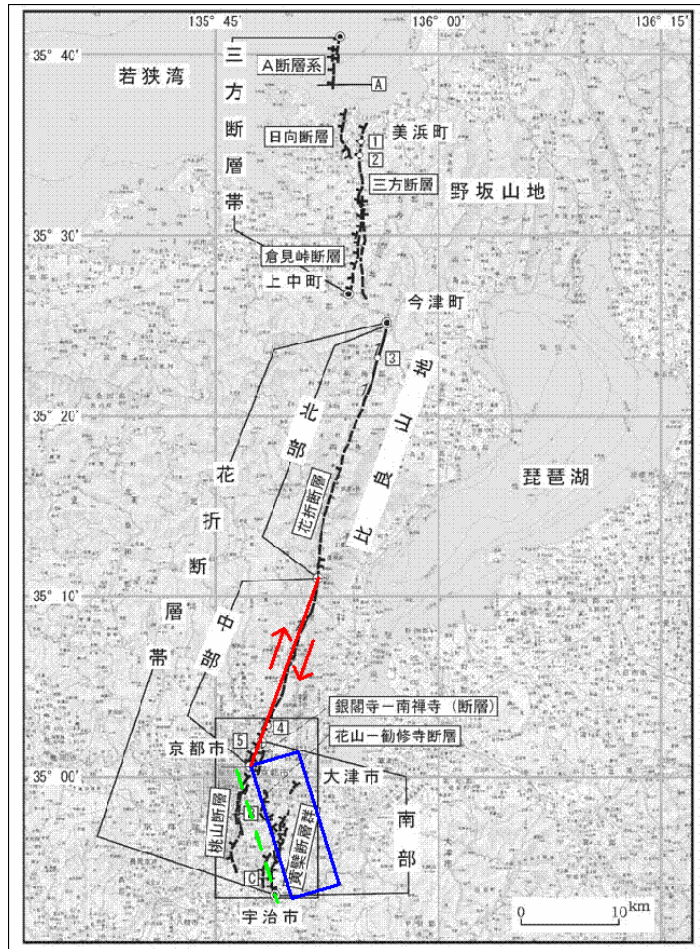 135° 45′
136° 00′
136° 15′
35° 40′
35° 30′
35° 20′
35° 10′
35° 00′
若狭湾
三方断層帯
A断層系
A
日向断層
美浜町
1
2
三方断層
野坂山地
倉見峠断層
上中町
今津町
3
花折断層帯
北部
花折断層
比良山地
琵琶湖
中部
銀閣寺－南禅寺（断層）
4
花山－勧修寺断層
5
京都市
大津市
桃山断層
黄檗断層群
南部
C
宇治市
0
10km